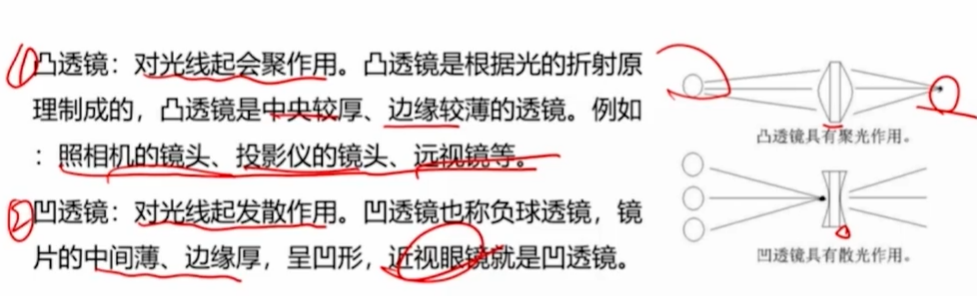 ① 凸透镜：对光线起会聚作用。凸透镜是根据光的折射原
理制成的，凸透镜是中央较厚、边缘较薄的透镜。例如
：照相机的镜头、投影仪的镜头、远视镜等。
② 凹透镜：对光线起发散作用。凹透镜也称负球透镜，镜
片的中间薄、边缘厚，呈凹形，近视眼镜就是凹透镜。
凸透镜具有聚光作用。
凹透镜具有散光作用。